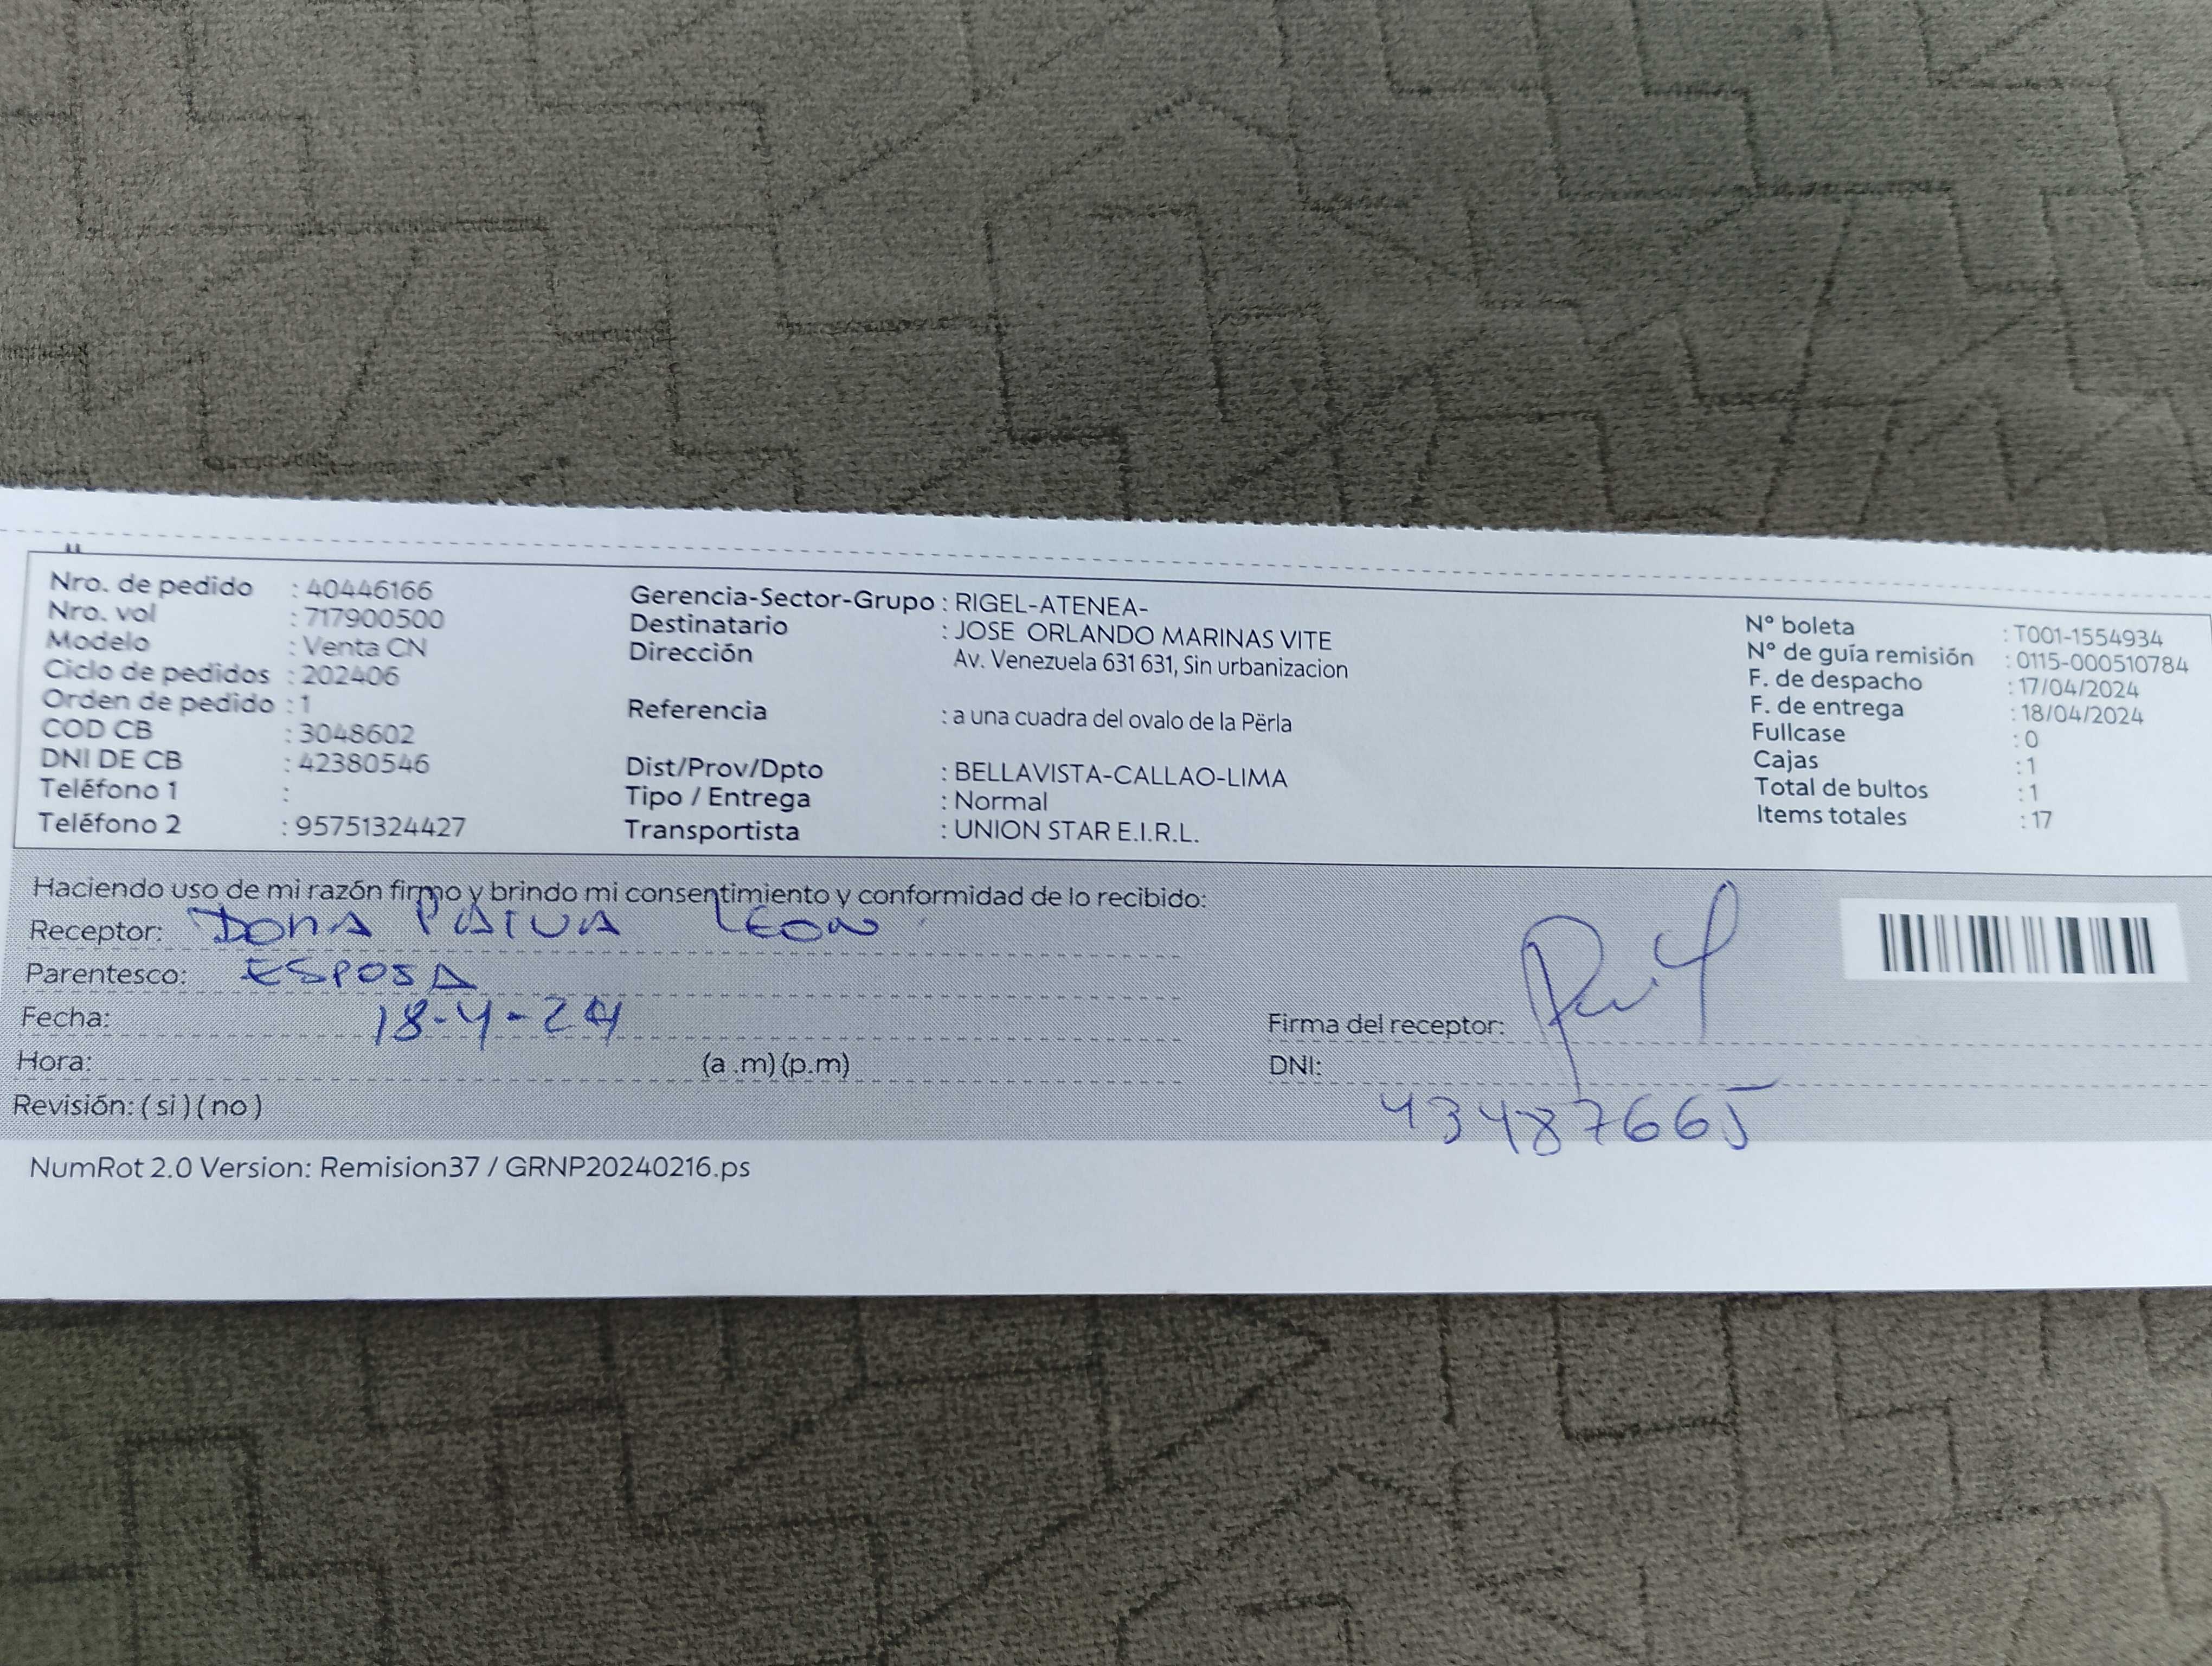 Nro. de pedido : 40446166
Nro. vol : 717900500
Modelo : Venta CN
Ciclo de pedidos : 202406
Orden de pedido : 1
COD CB : 3048602
DNI DE CB : 42380546
Teléfono 1 :
Teléfono 2 : 95751324427
Gerencia-Sector-Grupo : RIGEL-ATENEA-
Destinatario : JOSE ORLANDO MARINAS VITE
Dirección Av. Venezuela 631 631, Sin urbanizacion
Referencia : a una cuadra del ovalo de la Përla
Dist/Prov/Dpto : BELLAVISTA-CALLAO-LIMA
Tipo / Entrega : Normal
Transportista : UNION STAR E.I.R.L.
N° boleta : T001-1554934
N° de guía remisión : 0115-000510784
F. de despacho : 17/04/2024
F. de entrega : 18/04/2024
Fullcase : 0
Cajas : 1
Total de bultos : 1
Items totales : 17
Haciendo uso de mi razón firmo y brindo mi consentimiento y conformidad de lo recibido:
Receptor: LEON
Parentesco: ESPOSA
Fecha: 18-4-24
Hora: (a .m) (p.m)
Revisión: ( si ) ( no )
Firma del receptor:
DNI:
43487665
NumRot 2.0 Version: Remision37 / GRNP20240216.ps